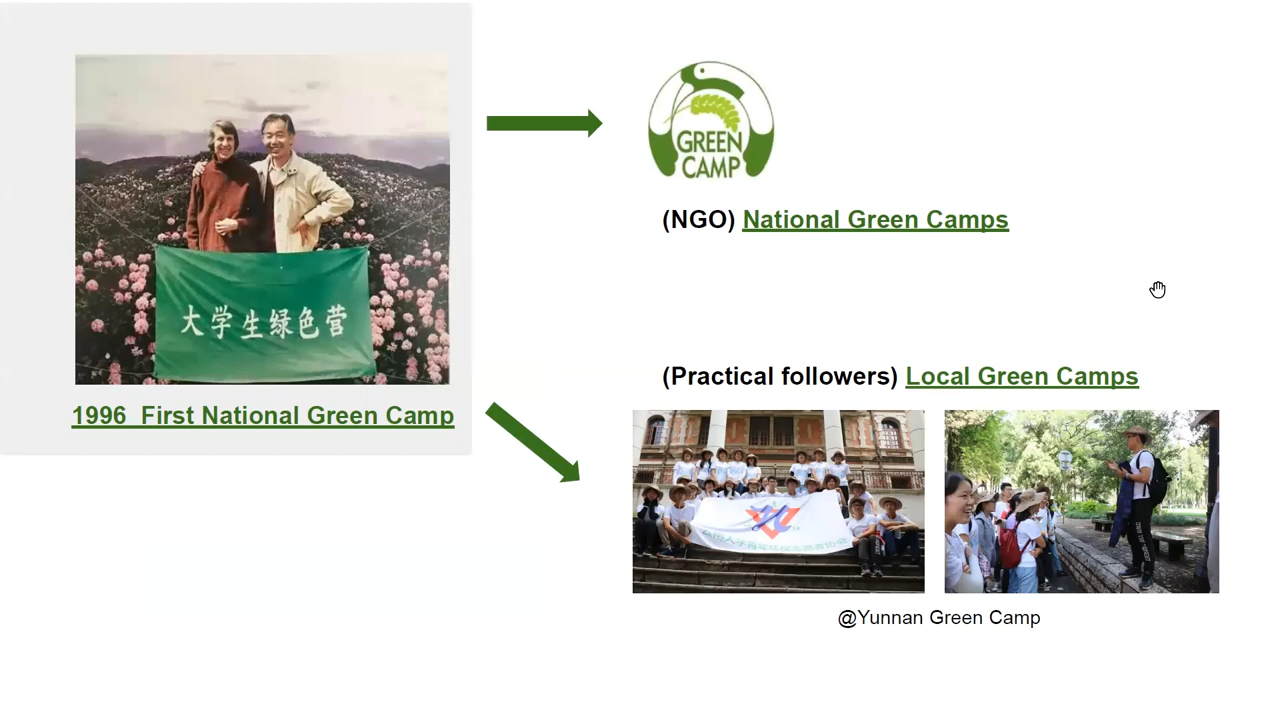 大学生绿色营
1996  First National Green Camp
GREEN
CAMP
(NGO) National Green Camps
(Practical followers) Local Green Camps
@Yunnan Green Camp